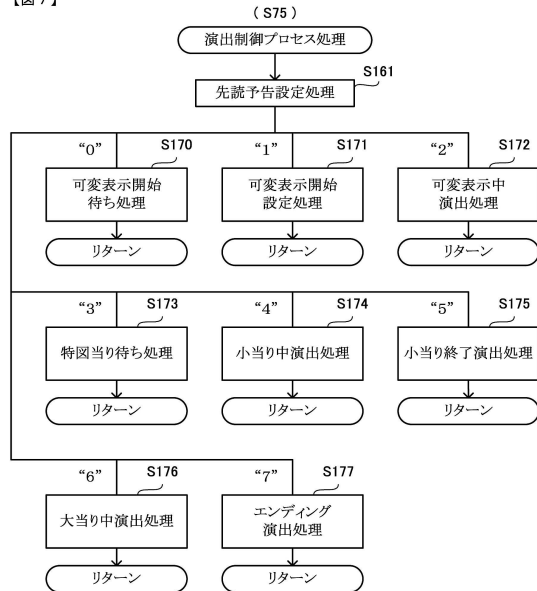 【図7】
(S75)
演出制御プロセス処理
S161
先読予告設定処理
“0”
S170
可変表示開始
待ち処理
リターン
“1”
S171
可変表示開始
設定処理
リターン
“2”
S172
可変表示中
演出処理
リターン
“3”
S173
特図当り待ち処理
リターン
“4”
S174
小当り中演出処理
リターン
“5”
S175
小当り終了演出処理
リターン
“6”
S176
大当り中演出処理
リターン
“7”
S177
エンディング
演出処理
リターン